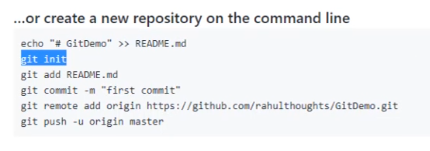 ...or create a new repository on the command line
echo "# GitDemo" >> README.md
git init
git add README.md
git commit -m "first commit"
git remote add origin https://github.com/rahulthoughts/GitDemo.git
git push -u origin master